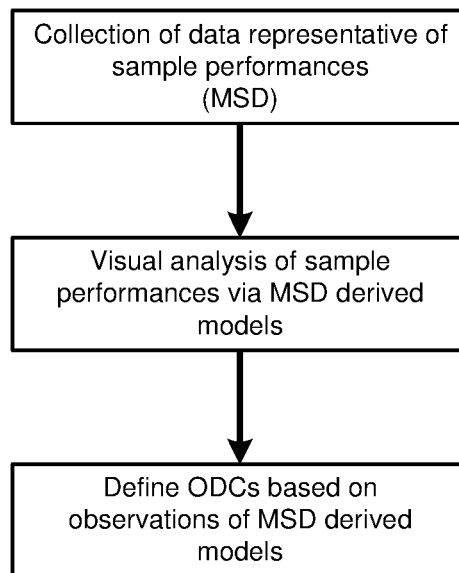 Collection of data representative of
sample performances
(MSD)
Visual analysis of sample
performances via MSD derived
models
Define ODCs based on
observations of MSD derived
models